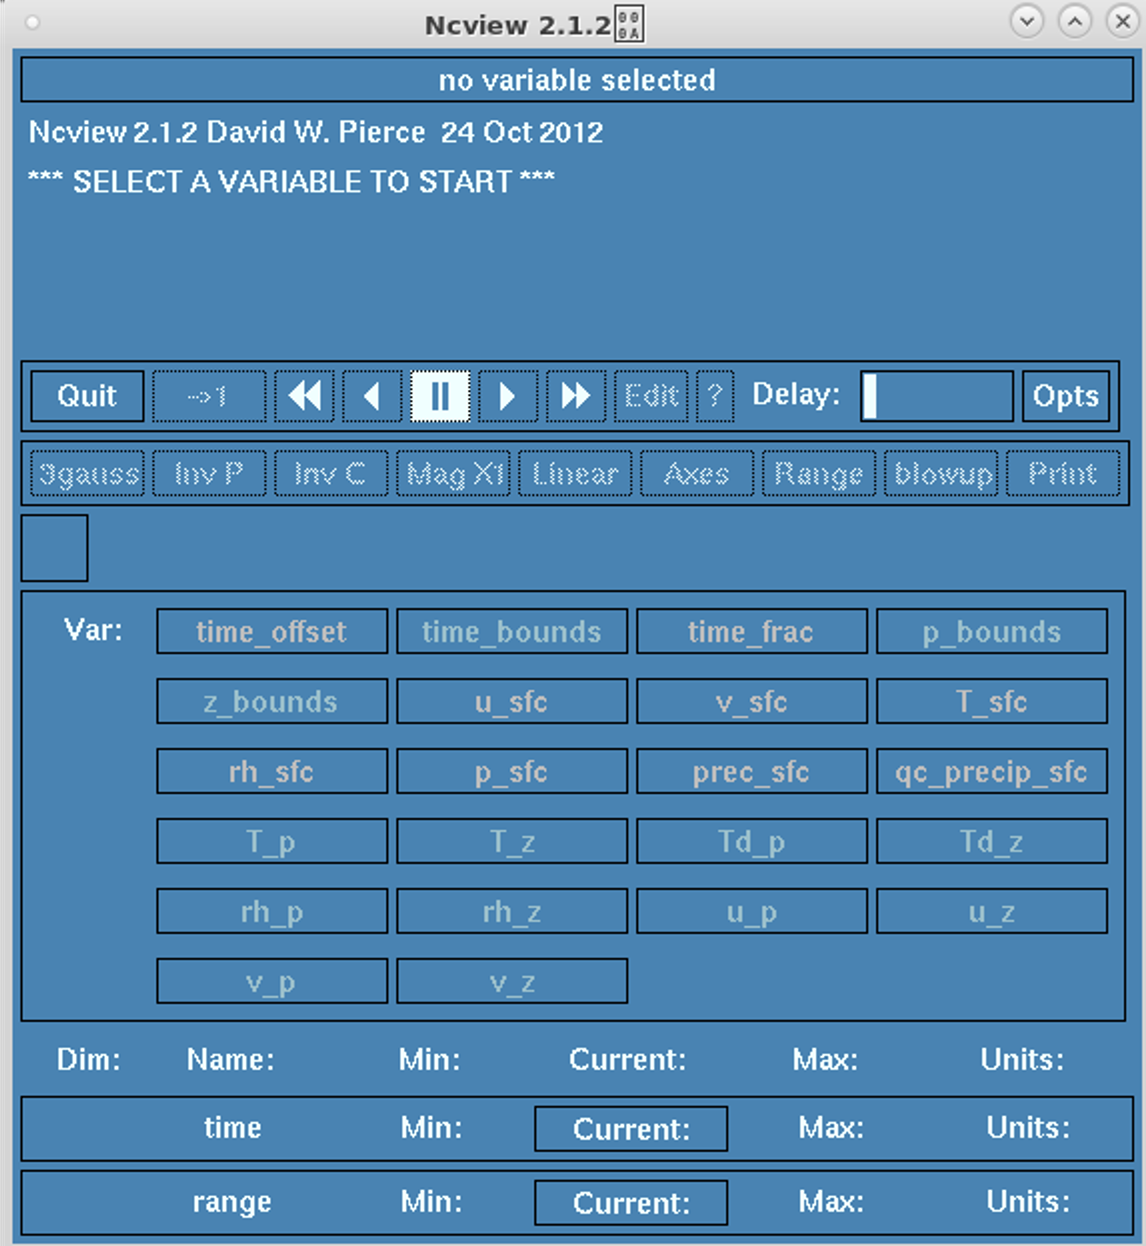 Ncview 2.1.2
no variable selected
Ncview 2.1.2 David W. Pierce 24 Oct 2012
*** SELECT A VARIABLE TO START ***
Quit ->1 Edit ? Delay: Opts
3gauss Inv P Inv C Mag X1 Linear Axes Range blowup Print
Var: time_offset time_bounds time_frac p_bounds
z_bounds u_sfc v_sfc T_sfc
rh_sfc p_sfc prec_sfc qc_precip_sfc
T_p T_z Td_p Td_z
rh_p rh_z u_p u_z
v_p v_z
Dim: Name: Min: Current: Max: Units:
time Min: Current: Max: Units:
range Min: Current: Max: Units: